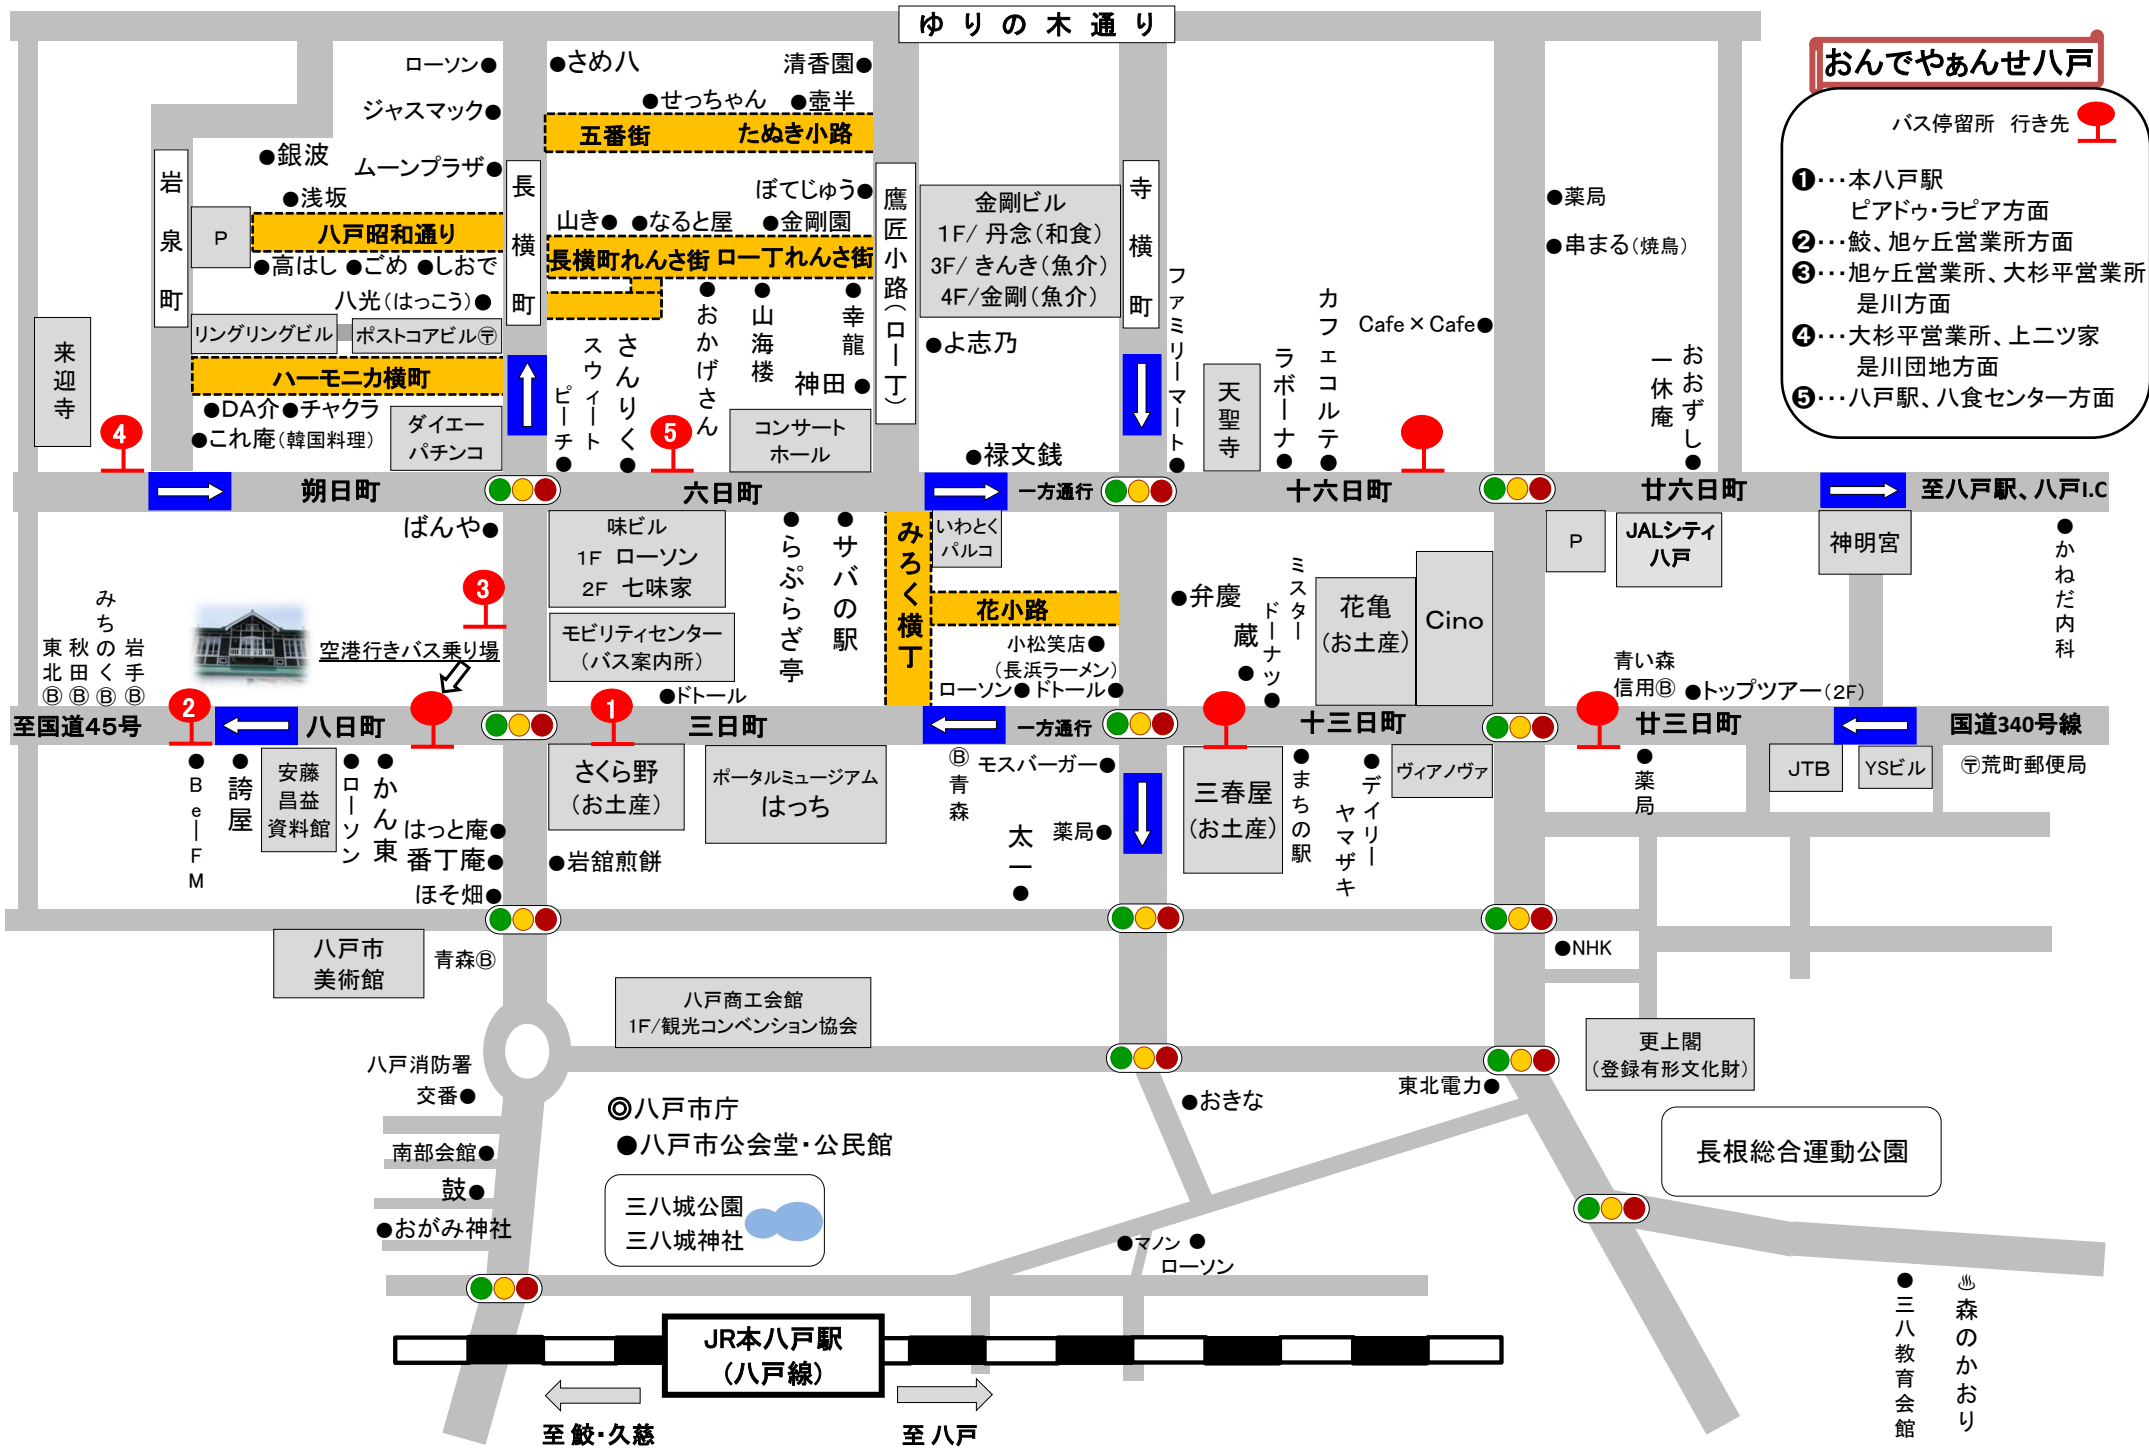 ゆりの木通り
おんでやぁんせ八戸
バス停留所 行き先
❶···本八戸駅
ピアドゥ・ラピア方面
❷···鮫、旭ヶ丘営業所方面
❸···旭ヶ丘営業所、大杉平営業所
是川方面
❹···大杉平営業所、上ニツ家
是川団地方面
❺···八戸駅、八食センター方面
ローソン●
●さめ八
清香園●
ジャスマック●
●せっちゃん
●壺半
五番街
たぬき小路
●銀波
ムーンプラザ●
●浅坂
岩泉町
長横町
P
八戸昭和通り
●高はし
●ごめ
●しおで
八光(はっこう)●
ぼてじゅう●
山き●
●なると屋
●金剛園
長横町れんさ街
ロー丁れんさ街
鷹匠小路(ロー丁)
金剛ビル
1F/ 丹念(和食)
3F/ きんき(魚介)
4F/金剛(魚介)
寺横町
●薬局
●串まる(焼鳥)
リングリングビル
ポストコアビル〶
ハーモニカ横町
来迎寺
●DA介
●チャクラ
●これ庵(韓国料理)
ダイエー
パチンコ
4
ピーチ●
スウィート
さんりく●
5
●おかげさん
●山海楼
●幸龍
神田●
コンサート
ホール
●よ志乃
●禄文銭
ファミリーマート●
天聖寺
ラボーナ●
カフェコルテ●
Cafe×Cafe●
一休庵
おおずし●
朔日町
六日町
一方通行
十六日町
廿六日町
至八戸駅、八戸I.C
ばんや●
味ビル
1F ローソン
2F 七味家
●らぷらざ亭
●サバの駅
みろく横丁
いわとく
パルコ
P
JALシティ
八戸
神明宮
●かねだ内科
3
モビリティセンター
(バス案内所)
花小路
小松笑店●
(長浜ラーメン)
ローソン●
ドトール●
●弁慶
蔵●
ミスター
ドーナツ●
花亀
(お土産)
Cino
東北Ⓑ
秋田Ⓑ
みちのくⒷ
岩手Ⓑ
空港行きバス乗り場
●ドトール
青い森
信用Ⓑ
●トップツアー(2F)
至国道45号
2
八日町
1
三日町
一方通行
十三日町
廿三日町
国道340号線
●BeーFM
●誇屋
安藤
昌益
資料館
●ローソン
●かん東
はっと庵●
番丁庵●
ほそ畑●
さくら野
(お土産)
●岩舘煎餅
ポータルミュージアム
はっち
Ⓑ青森
モスバーガー●
薬局●
太一●
三春屋
(お土産)
●まちの駅
●デイリー
ヤマザキ
ヴィアノヴァ
●薬局
JTB
YSビル
〶荒町郵便局
八戸市
美術館
青森Ⓑ
●NHK
八戸商工会館
1F/観光コンベンション協会
更上閣
(登録有形文化財)
八戸消防署
交番●
◎八戸市庁
●八戸市公会堂・公民館
●おきな
東北電力●
南部会館●
鼓●
●おがみ神社
三八城公園
三八城神社
長根総合運動公園
●マノン
●
ローソン
JR本八戸駅
(八戸線)
至 鮫・久慈
至 八戸
●三八教育会館
♨森のかおり